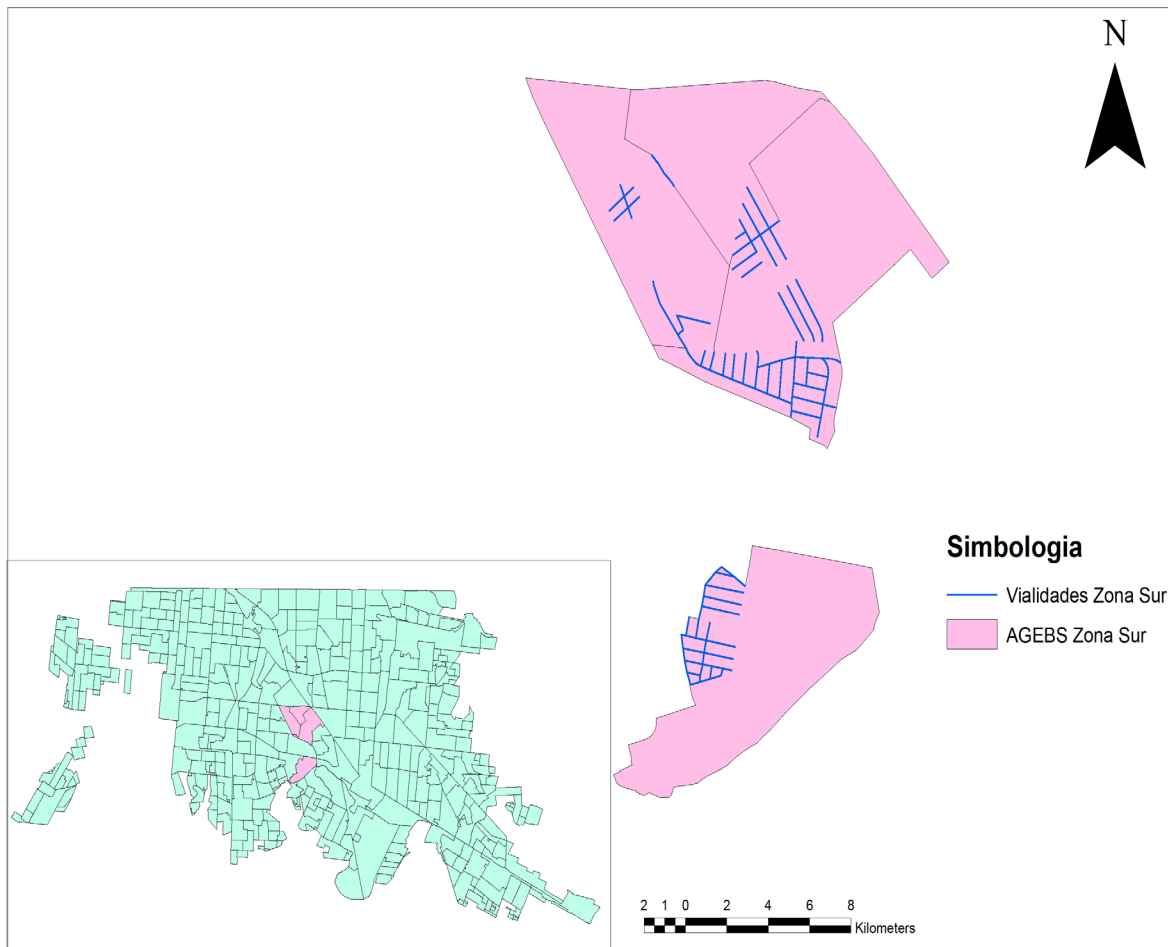 N
Simbologia
Vialidades Zona Sur
AGEBS Zona Sur
2 1 0 2 4 6 8
Kilometers